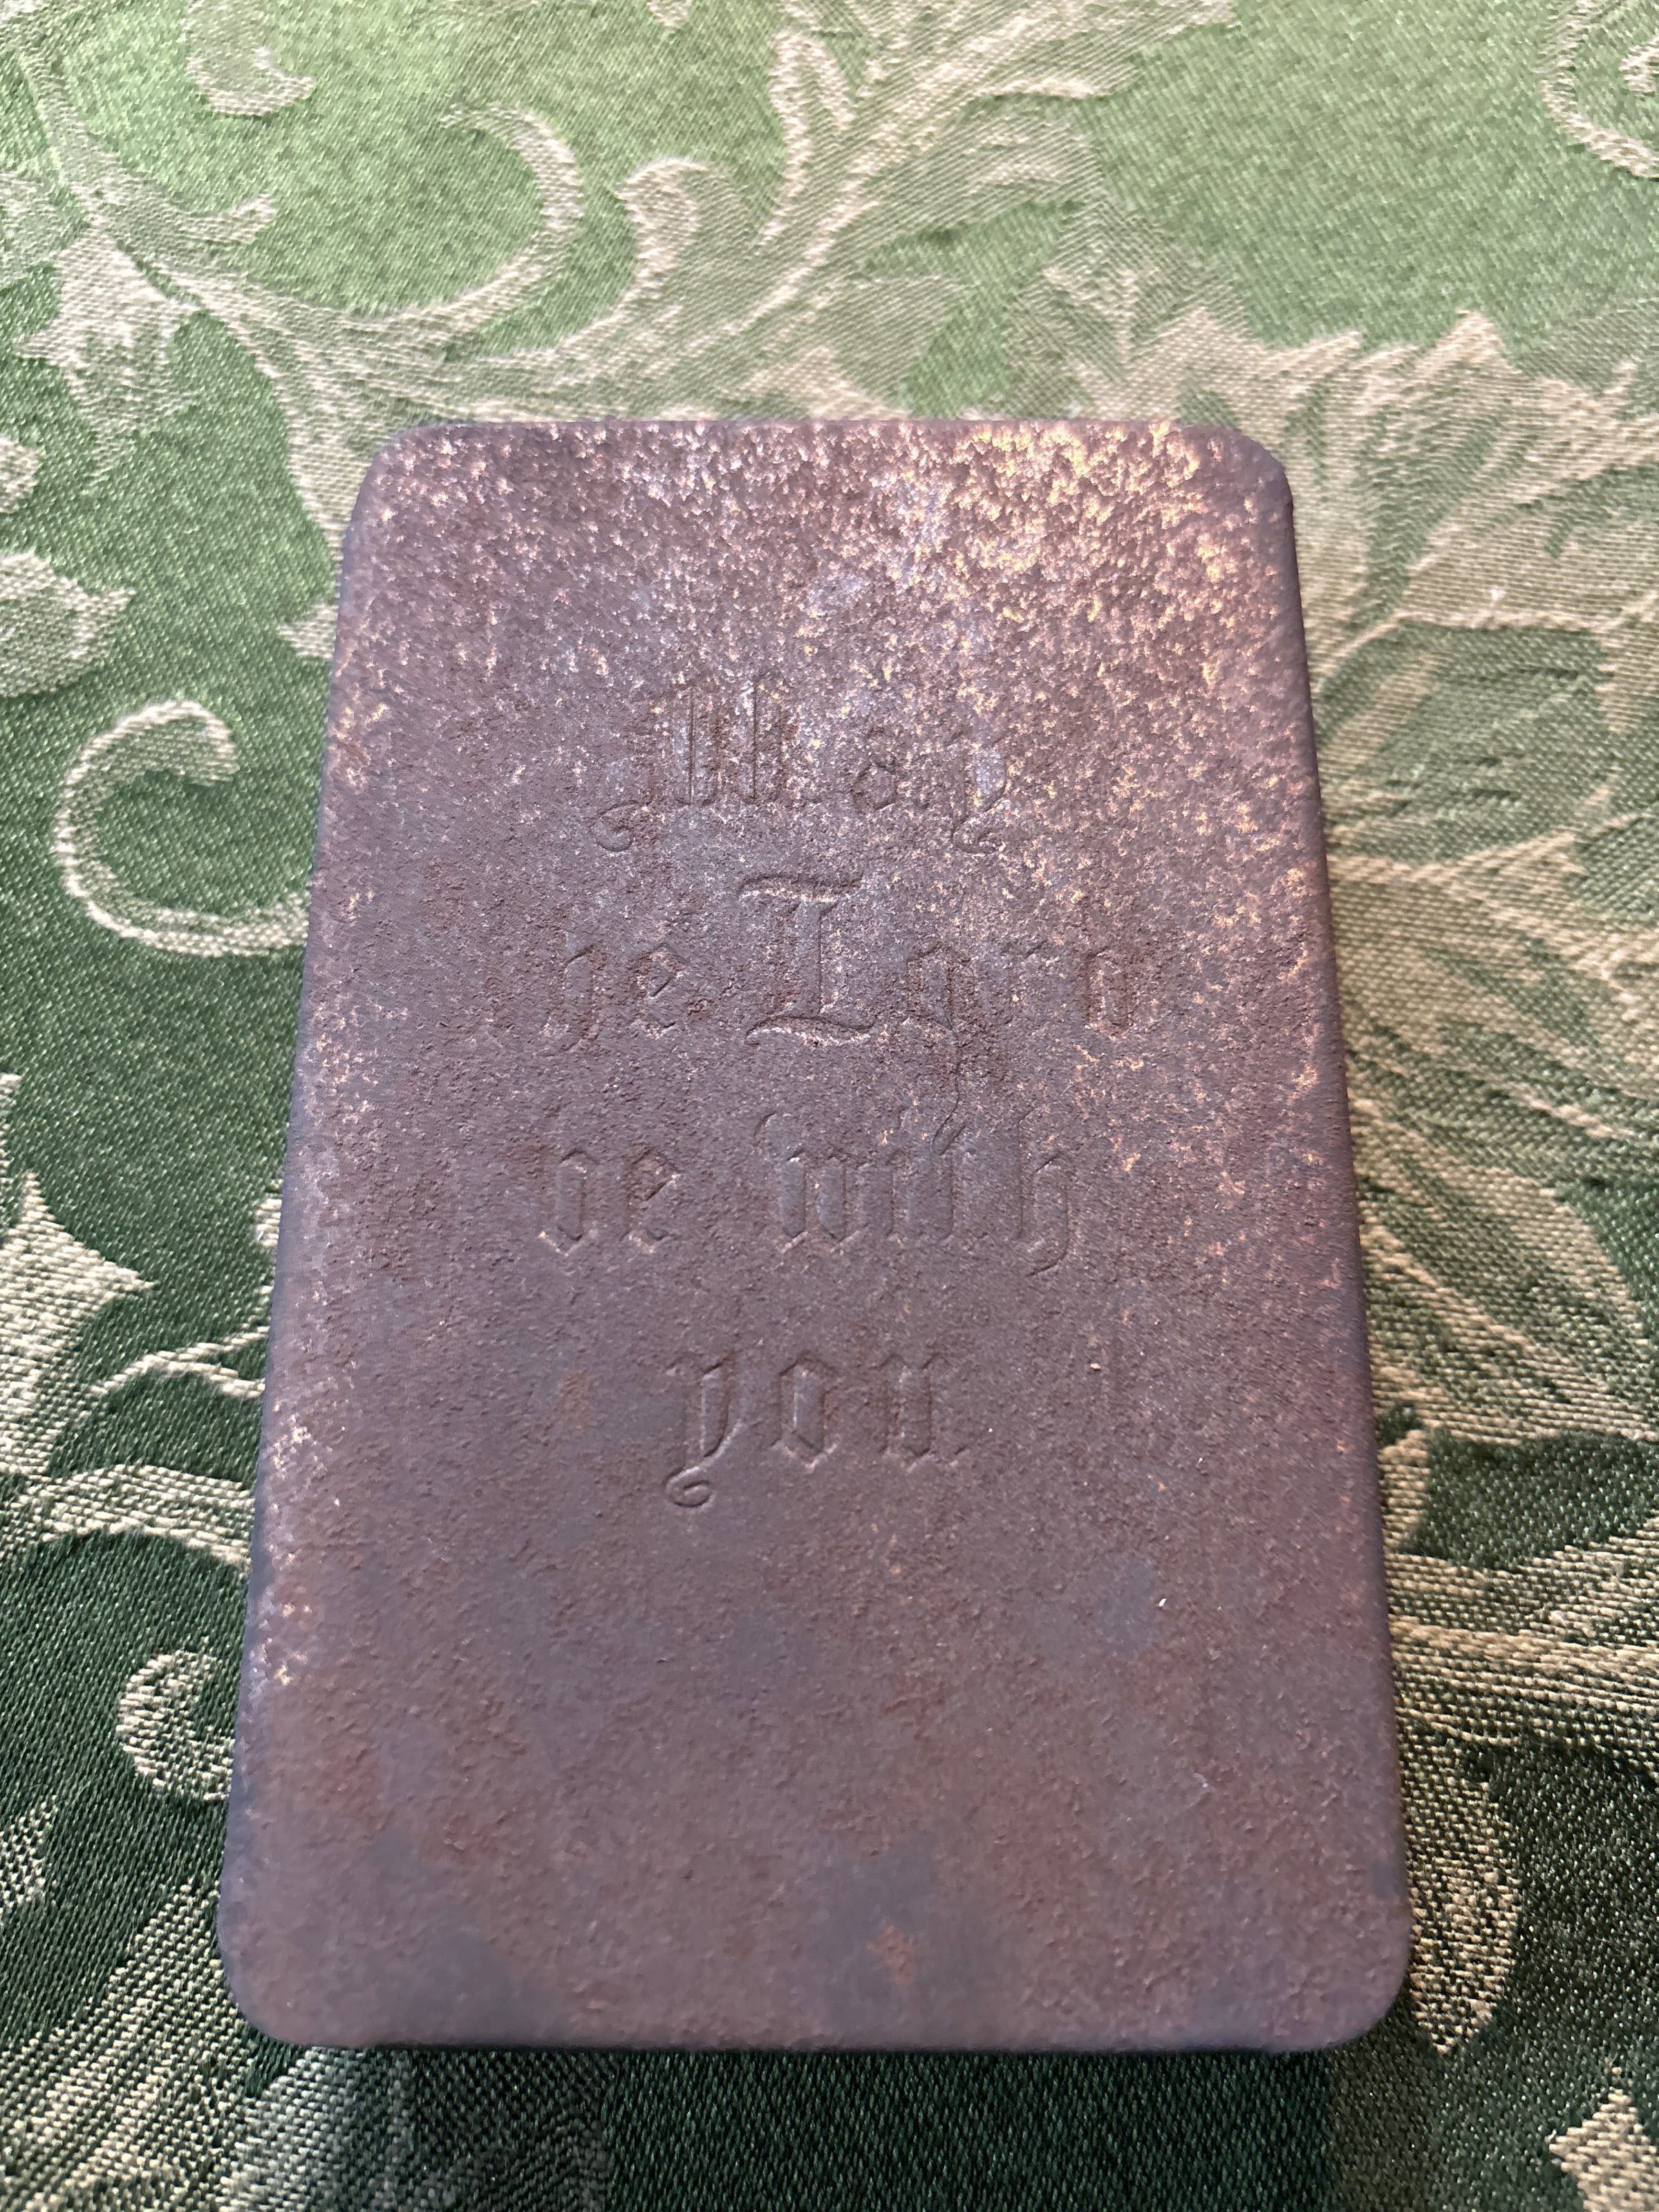 May
the Lord
be with
you